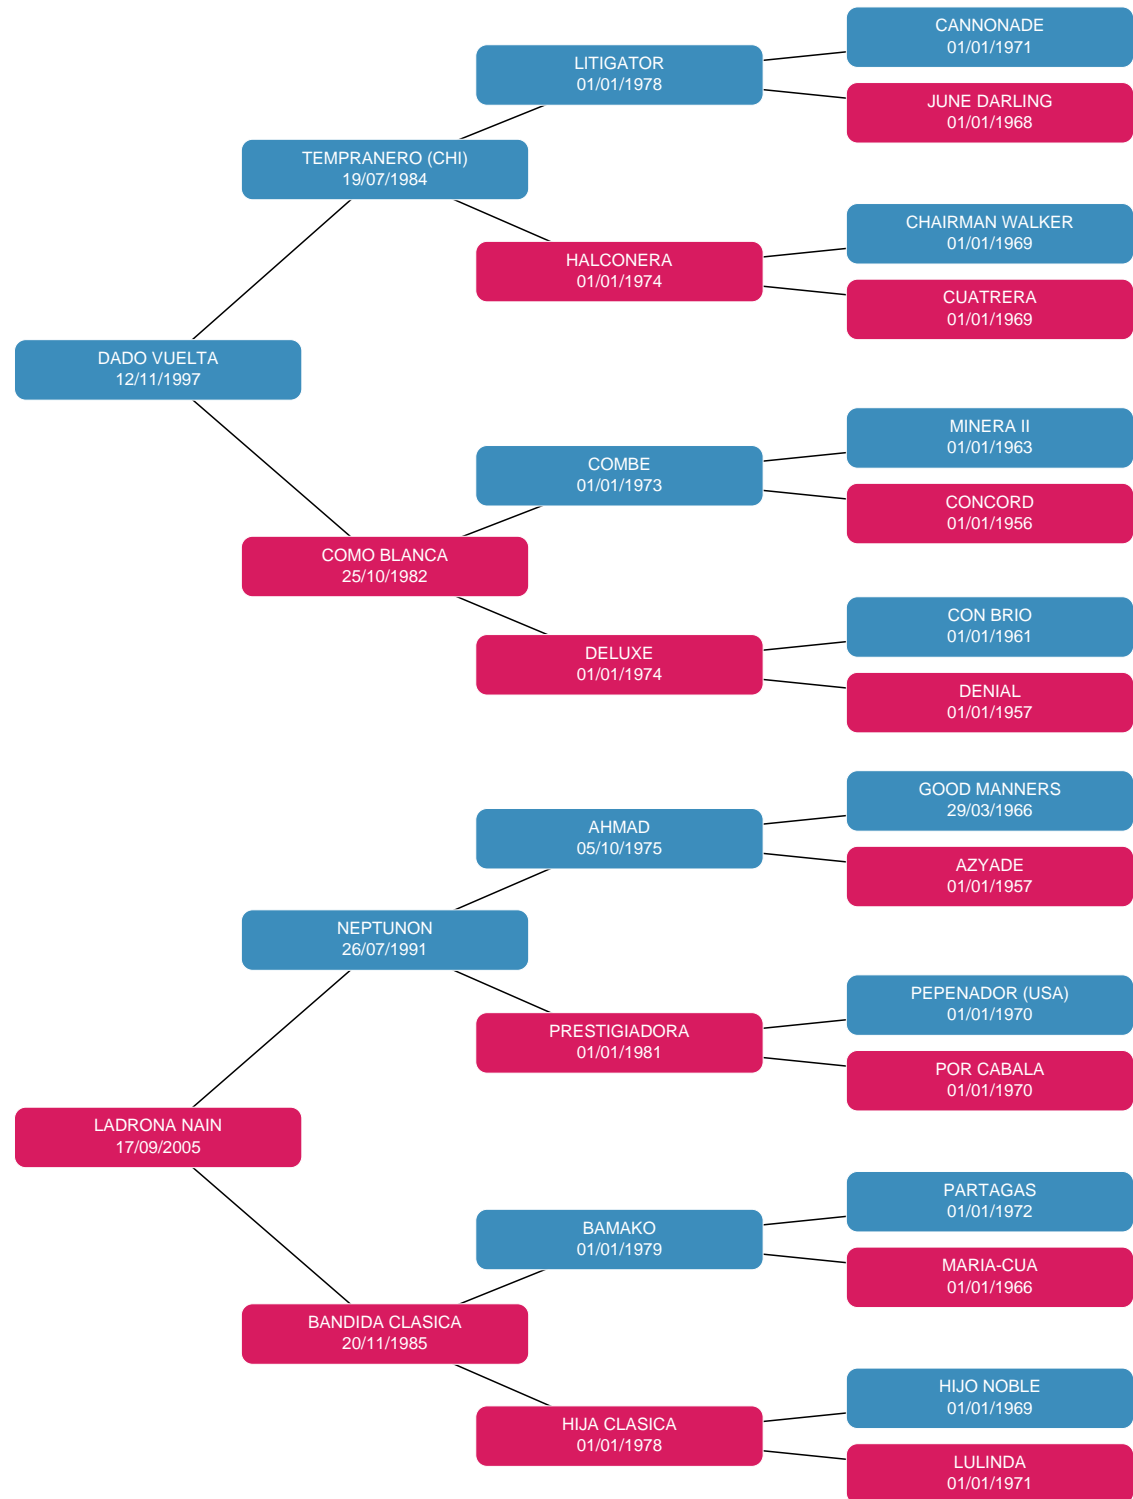 CANNONADE
01/01/1971
LITIGATOR
01/01/1978
JUNE DARLING
01/01/1968
TEMPRANERO (CHI)
19/07/1984
CHAIRMAN WALKER
01/01/1969
HALCONERA
01/01/1974
CUATRERA
01/01/1969
DADO VUELTA
12/11/1997
MINERA II
01/01/1963
COMBE
01/01/1973
CONCORD
01/01/1956
COMO BLANCA
25/10/1982
CON BRIO
01/01/1961
DELUXE
01/01/1974
DENIAL
01/01/1957
GOOD MANNERS
29/03/1966
AHMAD
05/10/1975
AZYADE
01/01/1957
NEPTUNON
26/07/1991
PEPENADOR (USA)
01/01/1970
PRESTIGIADORA
01/01/1981
POR CABALA
01/01/1970
LADRONA NAIN
17/09/2005
PARTAGAS
01/01/1972
BAMAKO
01/01/1979
MARIA-CUA
01/01/1966
BANDIDA CLASICA
20/11/1985
HIJO NOBLE
01/01/1969
HIJA CLASICA
01/01/1978
LULINDA
01/01/1971